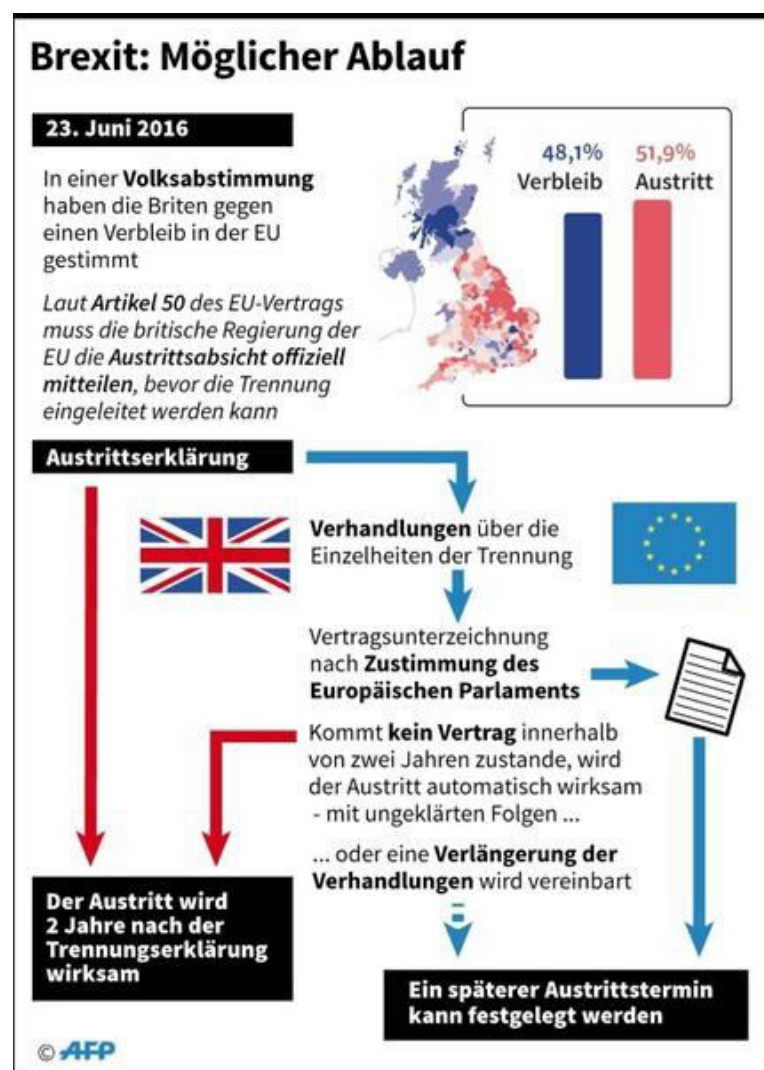 Brexit: Möglicher Ablauf
23. Juni 2016
In einer Volksabstimmung
haben die Briten gegen
einen Verbleib in der EU
gestimmt
Laut Artikel 50 des EU-Vertrags
muss die britische Regierung der
EU die Austrittsabsicht offiziell
mitteilen, bevor die Trennung
eingeleitet werden kann
48,1% 51,9%
Verbleib Austritt
Austrittserklärung
Verhandlungen über die
Einzelheiten der Trennung
Vertragsunterzeichnung
nach Zustimmung des
Europäischen Parlaments
Kommt kein Vertrag innerhalb
von zwei Jahren zustande, wird
der Austritt automatisch wirksam
- mit ungeklärten Folgen ...
... oder eine Verlängerung der
Verhandlungen wird vereinbart
Der Austritt wird
2 Jahre nach der
Trennungserklärung
wirksam
Ein späterer Austrittstermin
kann festgelegt werden
© AFP